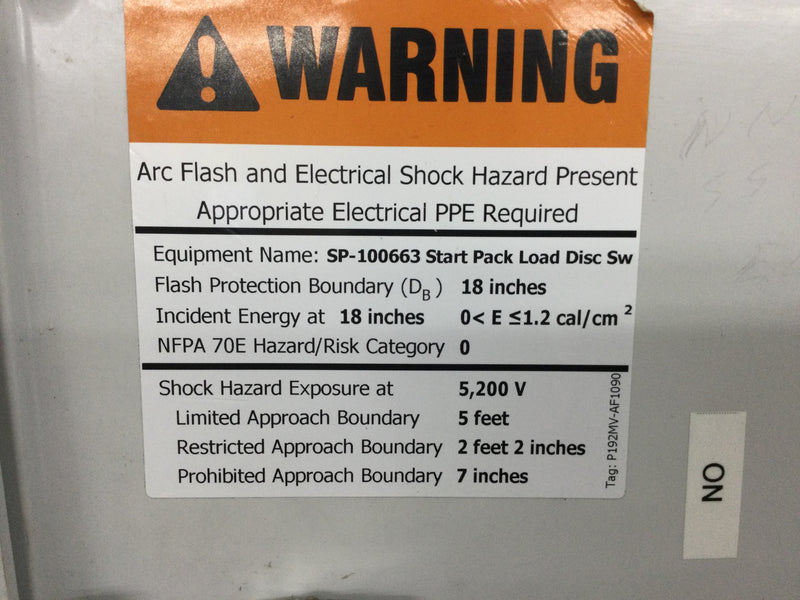 WARNING
Arc Flash and Electrical Shock Hazard Present
Appropriate Electrical PPE Required
Equipment Name: SP-100663 Start Pack Load Disc Sw
Flash Protection Boundary (D_B) 18 inches
Incident Energy at 18 inches 0< E ≤1.2 cal/cm²
NFPA 70E Hazard/Risk Category 0
Shock Hazard Exposure at 5,200 V
Limited Approach Boundary 5 feet
Restricted Approach Boundary 2 feet 2 inches
Prohibited Approach Boundary 7 inches
Tag: P192MV-AF1090
NO